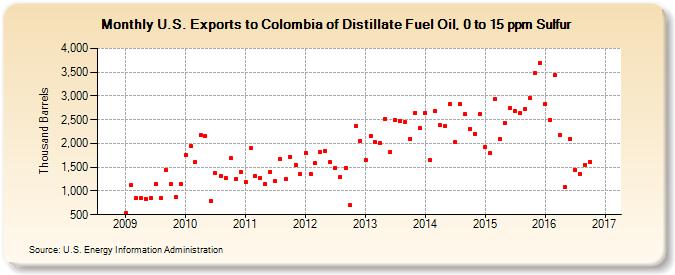 Monthly U.S. Exports to Colombia of Distillate Fuel Oil, 0 to 15 ppm Sulfur
Thousand Barrels
4,000
3,500
3,000
2,500
2,000
1,500
1,000
500
2009 2010 2011 2012 2013 2014 2015 2016 2017
Source: U.S. Energy Information Administration